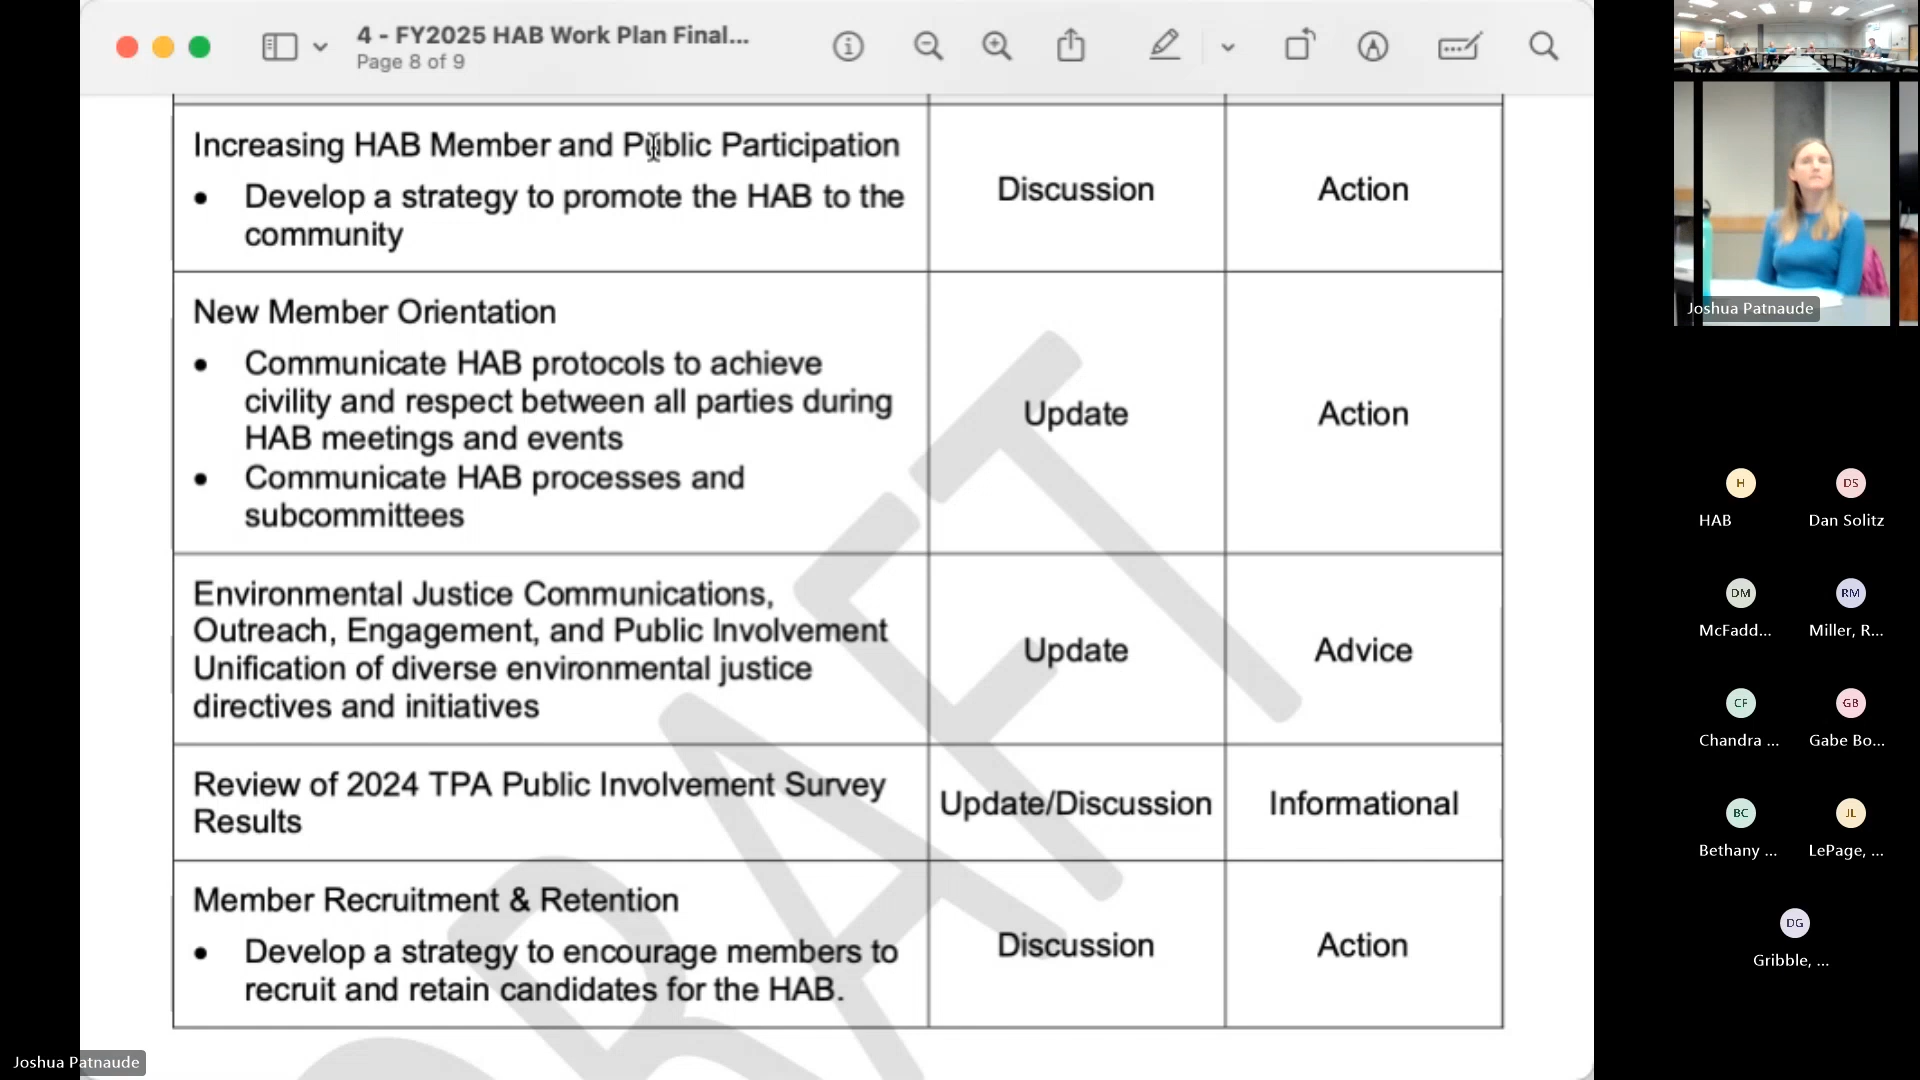 4 - FY2025 HAB Work Plan Final...
Page 8 of 9
Increasing HAB Member and Public Participation
• Develop a strategy to promote the HAB to the
community
Discussion
Action
New Member Orientation
• Communicate HAB protocols to achieve
civility and respect between all parties during
HAB meetings and events
• Communicate HAB processes and
subcommittees
Update
Action
Environmental Justice Communications,
Outreach, Engagement, and Public Involvement
Unification of diverse environmental justice
directives and initiatives
Update
Advice
Review of 2024 TPA Public Involvement Survey
Results
Update/Discussion
Informational
Member Recruitment & Retention
• Develop a strategy to encourage members to
recruit and retain candidates for the HAB.
Discussion
Action
DRAFT
Joshua Patnaude
Joshua Patnaude
H
HAB
DS
Dan Solitz
DM
McFadd...
RM
Miller, R...
CF
Chandra ...
GB
Gabe Bo...
BC
Bethany ...
JL
LePage, ...
DG
Gribble, ...